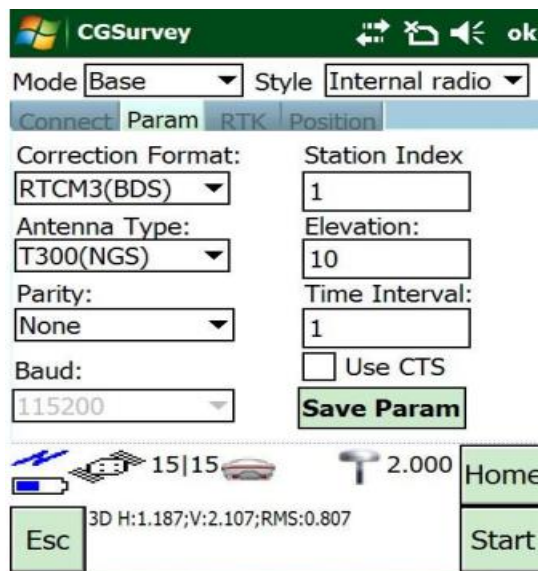 CGSurvey ok
Mode Base Style Internal radio
Connect Param RTK Position
Correction Format: Station Index
RTCM3(BDS) 1
Antenna Type: Elevation:
T300(NGS) 10
Parity: Time Interval:
None 1
Baud: Use CTS
115200 Save Param
15|15 2.000 Home
Esc 3D H:1.187;V:2.107;RMS:0.807 Start